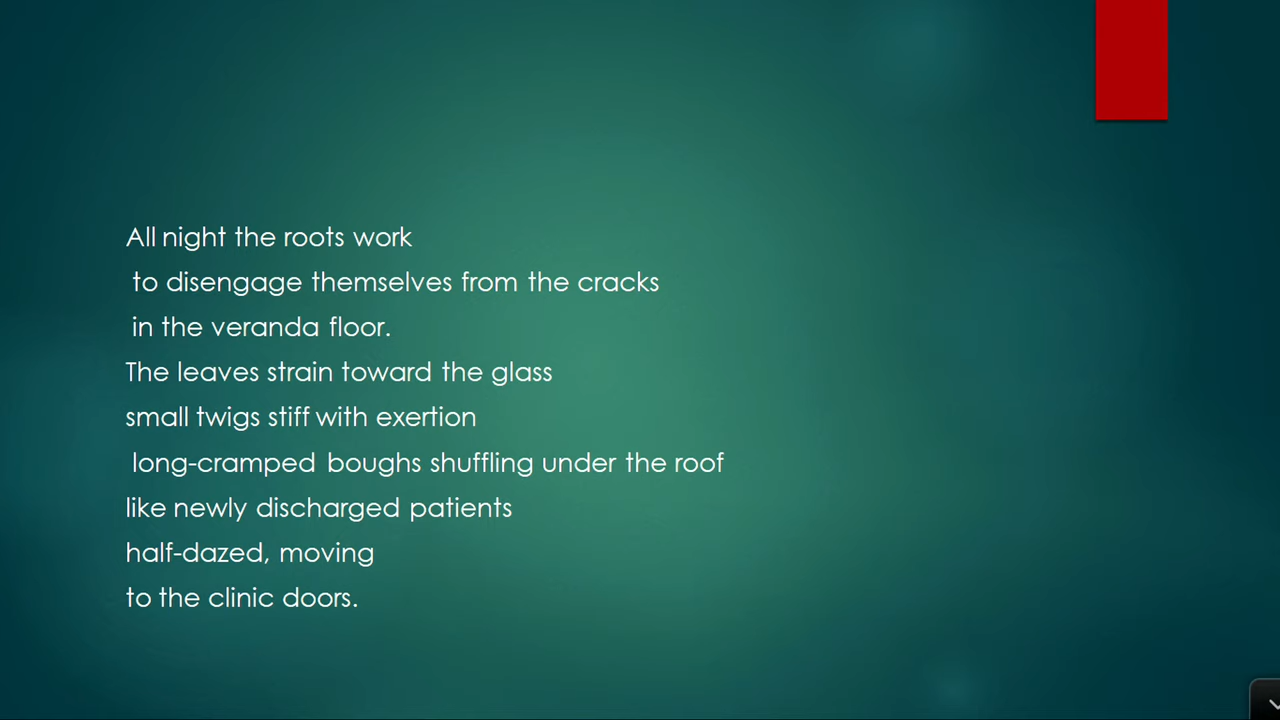 All night the roots work
to disengage themselves from the cracks
in the veranda floor.
The leaves strain toward the glass
small twigs stiff with exertion
long-cramped boughs shuffling under the roof
like newly discharged patients
half-dazed, moving
to the clinic doors.